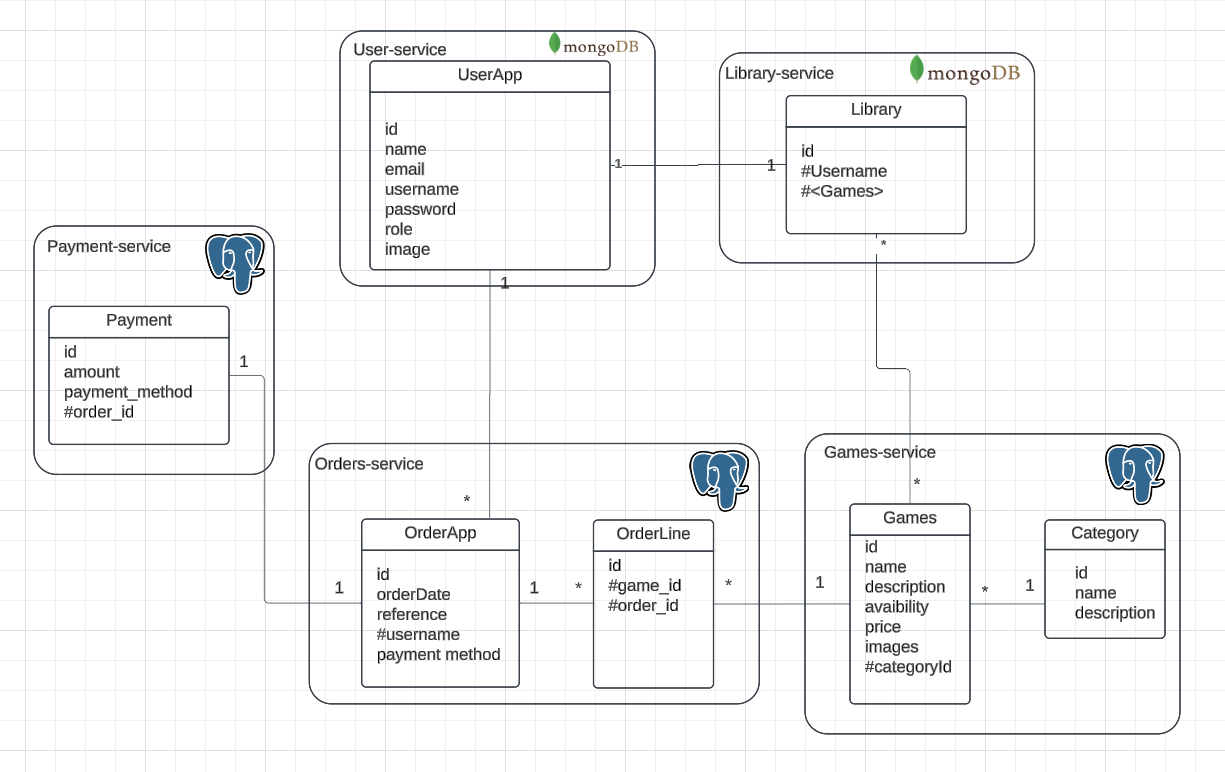 User-service
mongoDB
UserApp
id
name
email
username
password
role
image
1
1
Library-service
mongoDB
Library
id
#Username
#<Games>
1
*
Payment-service
Payment
id
amount
payment_method
#order_id
1
Orders-service
*
OrderApp
id
orderDate
reference
#username
payment method
1
1
*
OrderLine
id
#game_id
#order_id
*
Games-service
*
Games
id
name
description
avaibility
price
images
#categoryId
1
*
1
Category
id
name
description